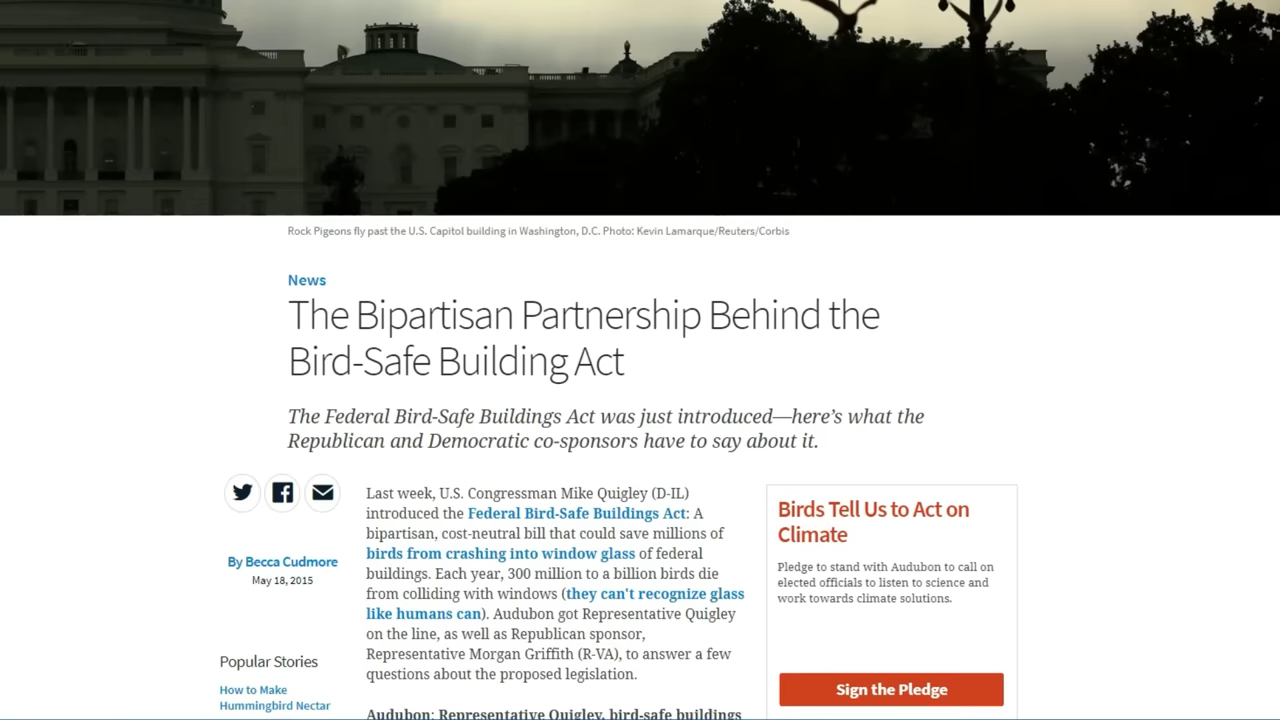 Rock Pigeons fly past the U.S. Capitol building in Washington, D.C. Photo: Kevin Lamarque/Reuters/Corbis
News
The Bipartisan Partnership Behind the
Bird-Safe Building Act
The Federal Bird-Safe Buildings Act was just introduced—here's what the
Republican and Democratic co-sponsors have to say about it.
By Becca Cudmore
May 18, 2015
Popular Stories
How to Make
Hummingbird Nectar
Last week, U.S. Congressman Mike Quigley (D-IL)
introduced the Federal Bird-Safe Buildings Act: A
bipartisan, cost-neutral bill that could save millions of
birds from crashing into window glass of federal
buildings. Each year, 300 million to a billion birds die
from colliding with windows (they can't recognize glass
like humans can). Audubon got Representative Quigley
on the line, as well as Republican sponsor,
Representative Morgan Griffith (R-VA), to answer a few
questions about the proposed legislation.
Audubon: Representative Quigley, bird-safe buildings
Birds Tell Us to Act on
Climate
Pledge to stand with Audubon to call on
elected officials to listen to science and
work towards climate solutions.
Sign the Pledge